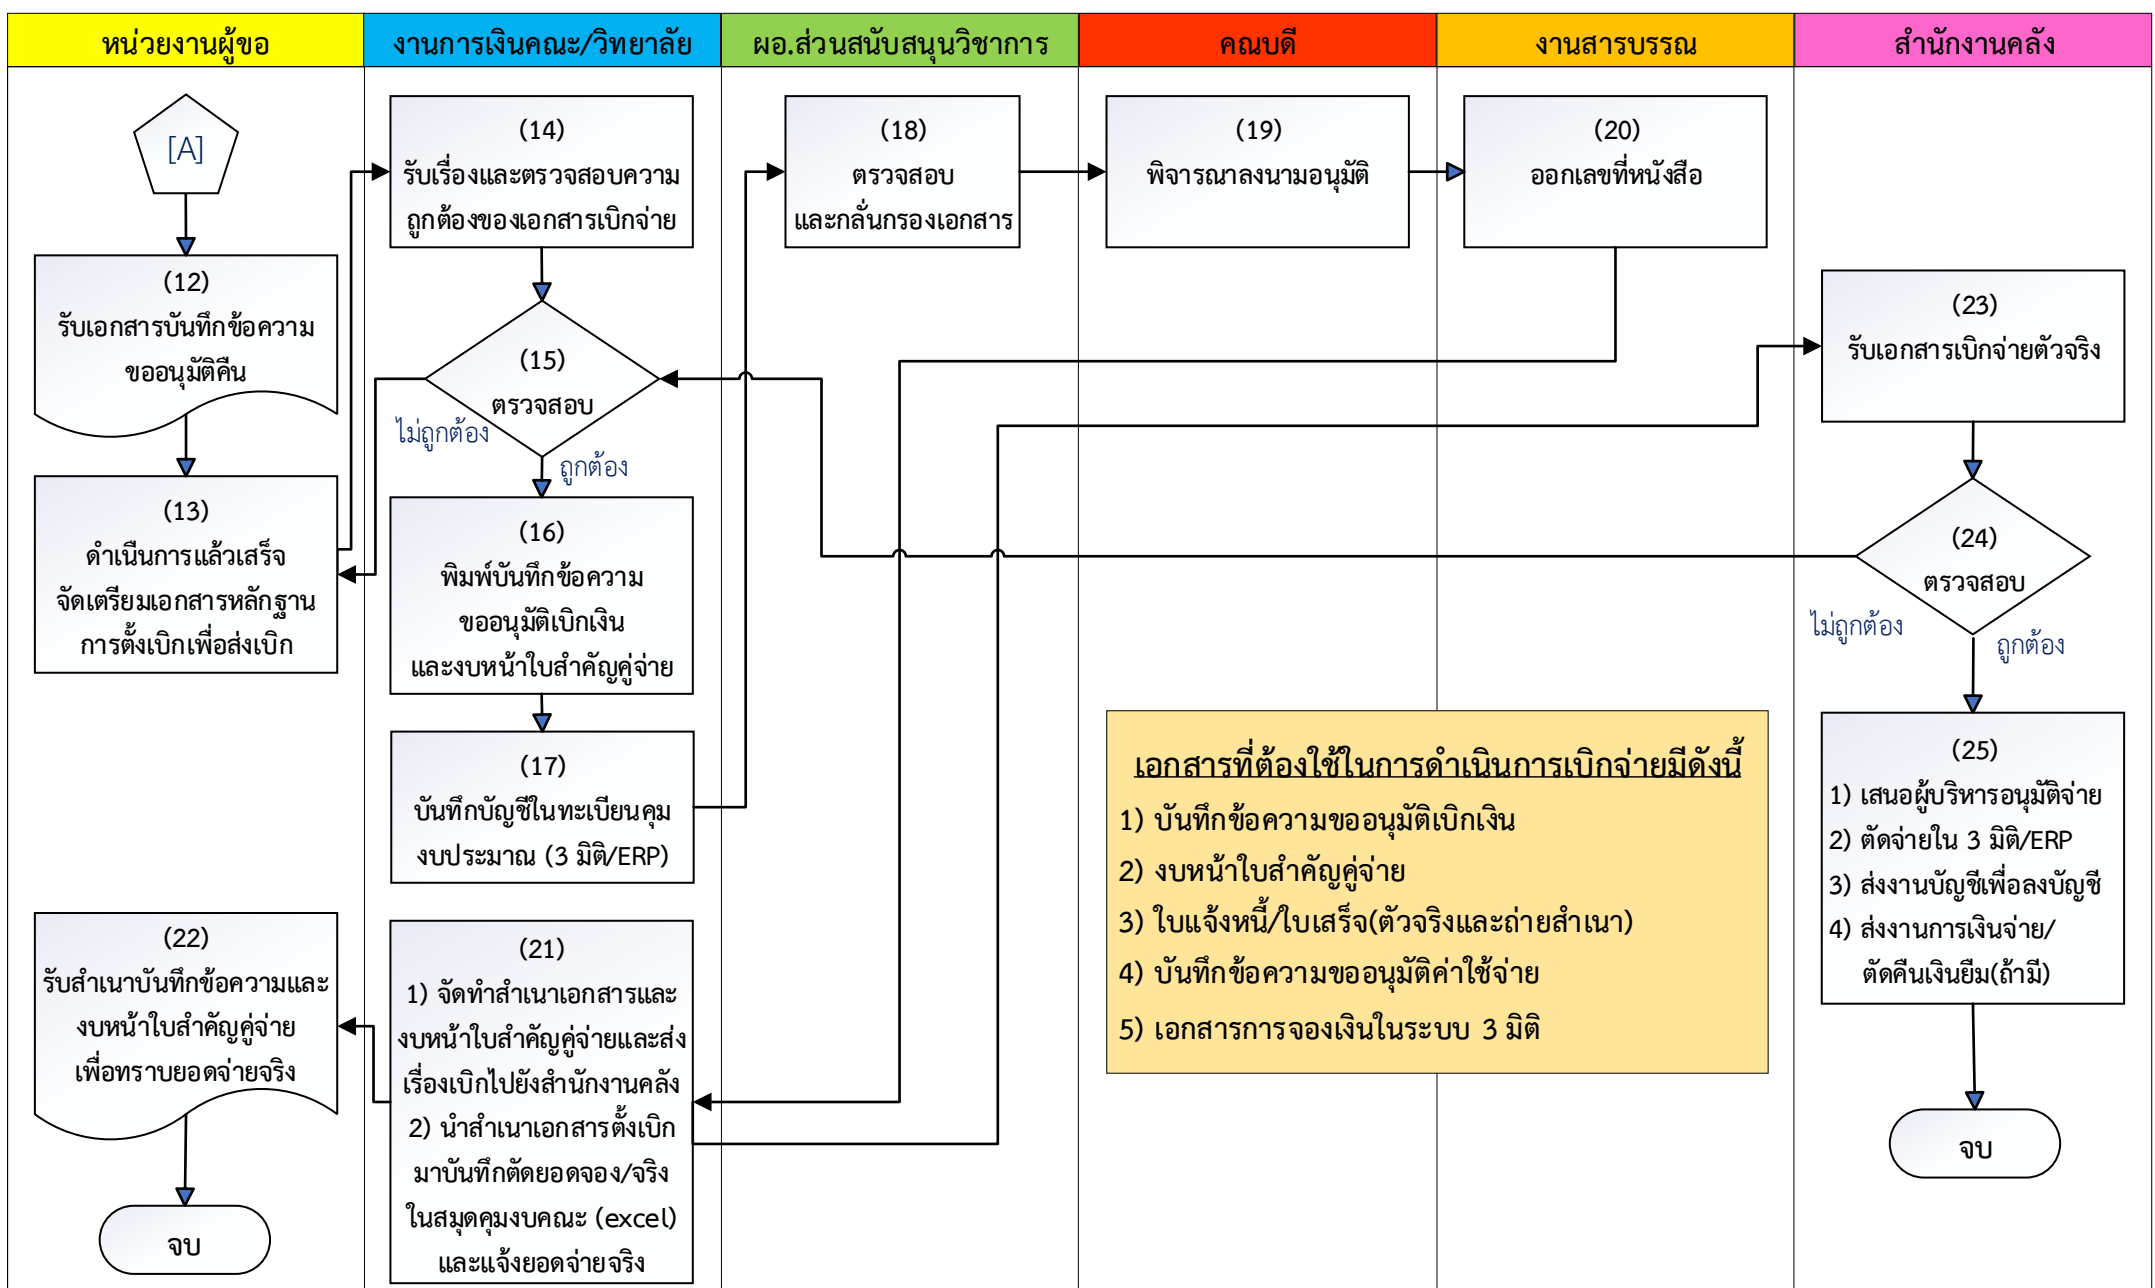 หน่วยงานผู้ขอ
งานการเงินคณะ/วิทยาลัย
ผอ.ส่วนสนับสนุนวิชาการ
คณบดี
งานสารบรรณ
สำนักงานคลัง
[A]
(12)
รับเอกสารบันทึกข้อความ
ขออนุมัติคืน
(13)
ดำเนินการแล้วเสร็จ
จัดเตรียมเอกสารหลักฐาน
การตั้งเบิกเพื่อส่งเบิก
(14)
รับเรื่องและตรวจสอบความ
ถูกต้องของเอกสารเบิกจ่าย
(15)
ตรวจสอบ
ไม่ถูกต้อง
ถูกต้อง
(16)
พิมพ์บันทึกข้อความ
ขออนุมัติเบิกเงิน
และงบหน้าใบสำคัญคู่จ่าย
(17)
บันทึกบัญชีในทะเบียนคุม
งบประมาณ (3 มิติ/ERP)
(18)
ตรวจสอบ
และกลั่นกรองเอกสาร
(19)
พิจารณาลงนามอนุมัติ
(20)
ออกเลขที่หนังสือ
(21)
1) จัดทำสำเนาเอกสารและ
งบหน้าใบสำคัญคู่จ่ายและส่ง
เรื่องเบิกไปยังสำนักงานคลัง
2) นำสำเนาเอกสารตั้งเบิก
มาบันทึกตัดยอดจอง/จริง
ในสมุดคุมงบคณะ (excel)
และแจ้งยอดจ่ายจริง
(22)
รับสำเนาบันทึกข้อความและ
งบหน้าใบสำคัญคู่จ่าย
เพื่อทราบยอดจ่ายจริง
จบ
(23)
รับเอกสารเบิกจ่ายตัวจริง
(24)
ตรวจสอบ
ไม่ถูกต้อง
ถูกต้อง
(25)
1) เสนอผู้บริหารอนุมัติจ่าย
2) ตัดจ่ายใน 3 มิติ/ERP
3) ส่งงานบัญชีเพื่อลงบัญชี
4) ส่งงานการเงินจ่าย/
ตัดคืนเงินยืม(ถ้ามี)
จบ
เอกสารที่ต้องใช้ในการดำเนินการเบิกจ่ายมีดังนี้
1) บันทึกข้อความขออนุมัติเบิกเงิน
2) งบหน้าใบสำคัญคู่จ่าย
3) ใบแจ้งหนี้/ใบเสร็จ(ตัวจริงและถ่ายสำเนา)
4) บันทึกข้อความขออนุมัติค่าใช้จ่าย
5) เอกสารการจองเงินในระบบ 3 มิติ